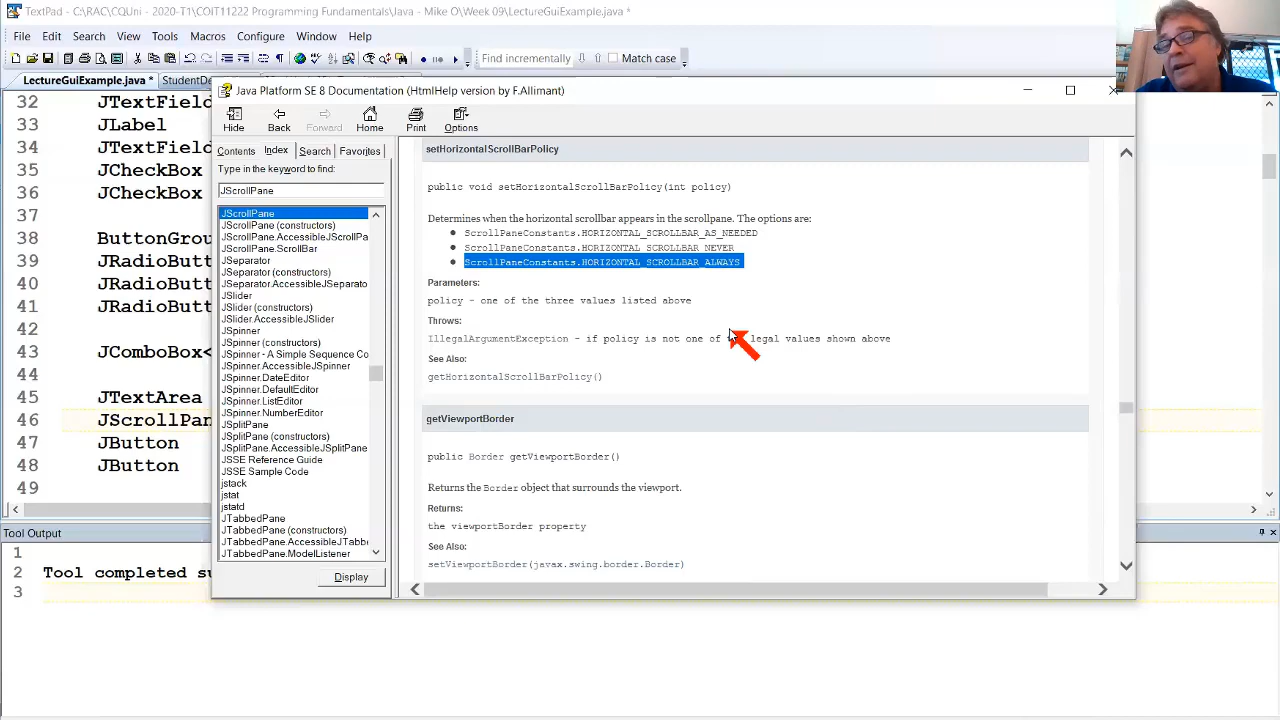 TextPad - C:\RAC\CQUni - 2020-T1\COIT11222 Programming Fundamentals\Java - Mike O\Week 09\LectureGuiExample.java *
File Edit Search View Tools Macros Configure Window Help
Find incrementally Match case
LectureGuiExample.java * StudentDe
32 JTextField
33 JLabel
34 JTextField
35 JCheckBox
36 JCheckBox
37
38 ButtonGrou
39 JRadioButt
40 JRadioButt
41 JRadioButt
42
43 JComboBox<
44
45 JTextArea
46 JScrollPan
47 JButton
48 JButton
49
Tool Output
1
2 Tool completed su
3
Java Platform SE 8 Documentation (HtmlHelp version by F.Allimant)
Hide Back Forward Home Print Options
Contents Index Search Favorites
Type in the keyword to find:
JScrollPane
JScrollPane
JScrollPane (constructors)
JScrollPane.AccessibleJScrollPa
JScrollPane.ScrollBar
JSeparator
JSeparator (constructors)
JSeparator.AccessibleJSeparato
JSlider
JSlider (constructors)
JSlider.AccessibleJSlider
JSpinner
JSpinner (constructors)
JSpinner - A Simple Sequence Co
JSpinner.AccessibleJSpinner
JSpinner.DateEditor
JSpinner.DefaultEditor
JSpinner.ListEditor
JSpinner.NumberEditor
JSplitPane
JSplitPane (constructors)
JSplitPane.AccessibleJSplitPane
JSSE Reference Guide
JSSE Sample Code
jstack
jstat
jstatd
JTabbedPane
JTabbedPane (constructors)
JTabbedPane.AccessibleJTabbe
JTabbedPane.ModelListener
Display
setHorizontalScrollBarPolicy
public void setHorizontalScrollBarPolicy(int policy)
Determines when the horizontal scrollbar appears in the scrollpane. The options are:
ScrollPaneConstants.HORIZONTAL_SCROLLBAR_AS_NEEDED
ScrollPaneConstants.HORIZONTAL_SCROLLBAR_NEVER
ScrollPaneConstants.HORIZONTAL_SCROLLBAR_ALWAYS
Parameters:
policy - one of the three values listed above
Throws:
IllegalArgumentException - if policy is not one of legal values shown above
See Also:
getHorizontalScrollBarPolicy()
getViewportBorder
public Border getViewportBorder()
Returns the Border object that surrounds the viewport.
Returns:
the viewportBorder property
See Also:
setViewportBorder(javax.swing.border.Border)